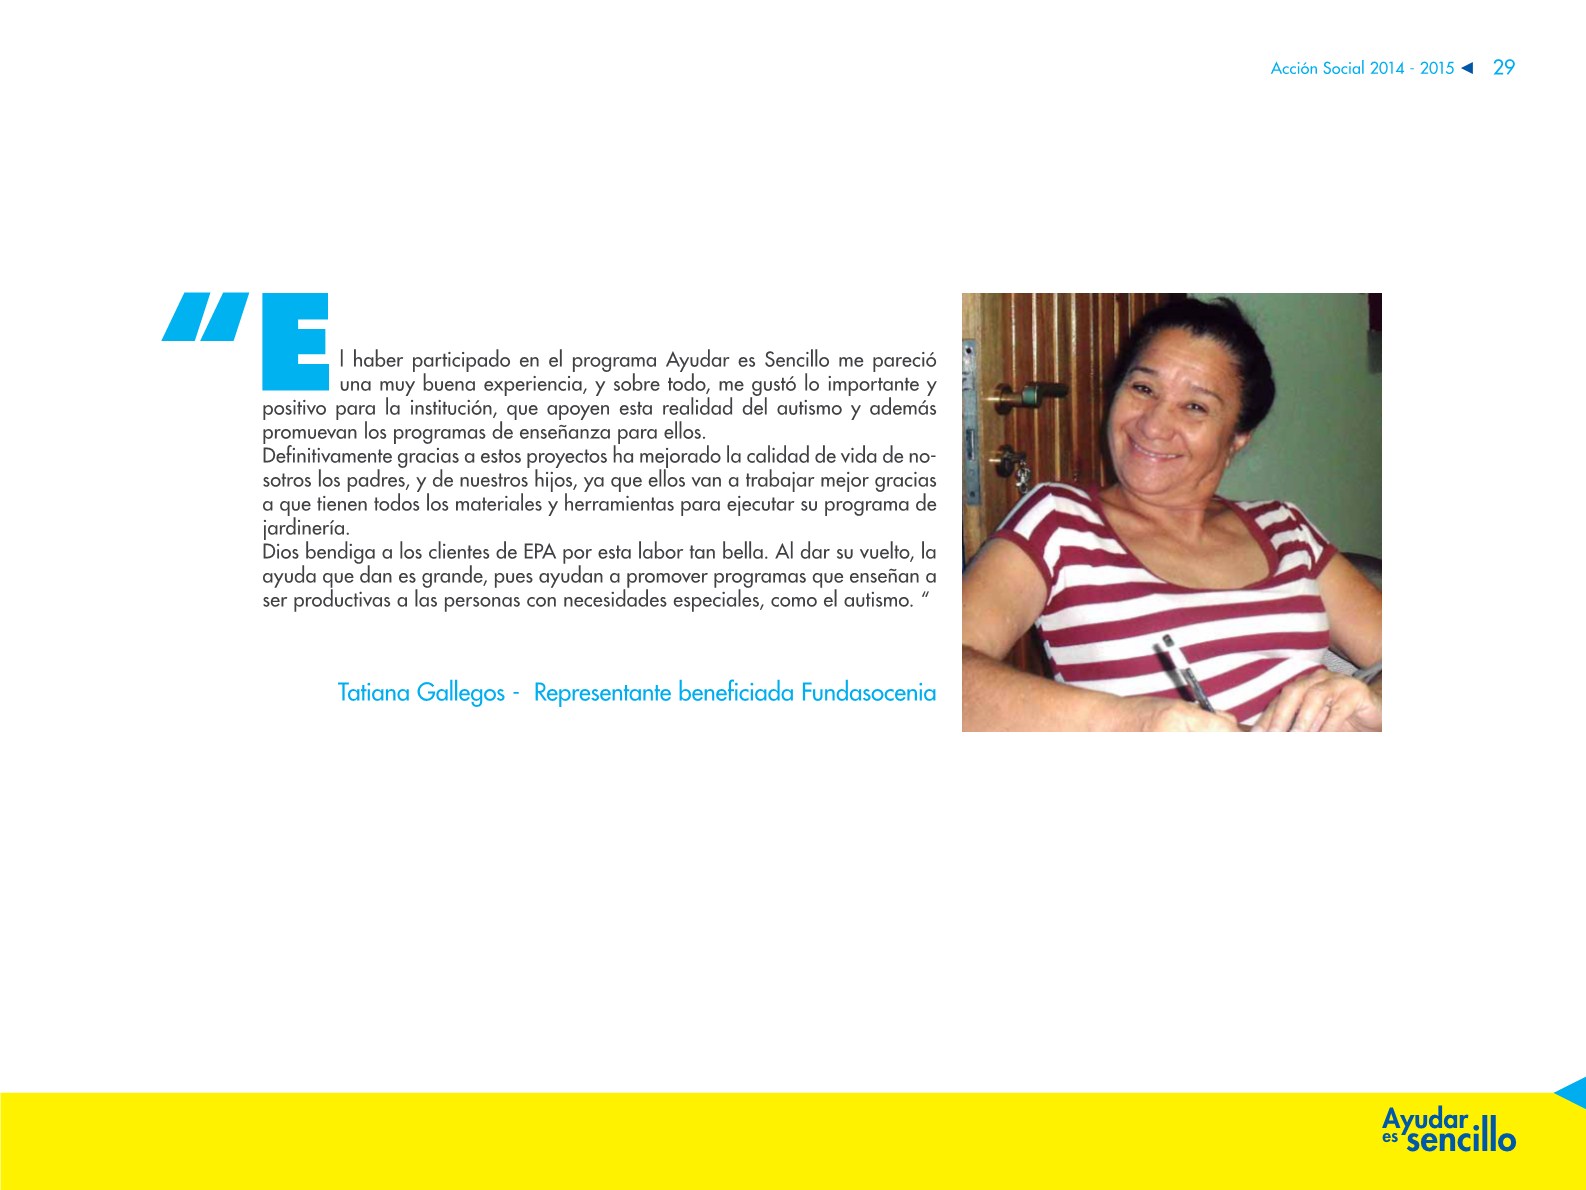 Acción Social 2014 - 2015 ◀ 29
“El haber participado en el programa Ayudar es Sencillo me pareció
una muy buena experiencia, y sobre todo, me gustó lo importante y
positivo para la institución, que apoyen esta realidad del autismo y además
promuevan los programas de enseñanza para ellos.
Definitivamente gracias a estos proyectos ha mejorado la calidad de vida de no-
sotros los padres, y de nuestros hijos, ya que ellos van a trabajar mejor gracias
a que tienen todos los materiales y herramientas para ejecutar su programa de
jardinería.
Dios bendiga a los clientes de EPA por esta labor tan bella. Al dar su vuelto, la
ayuda que dan es grande, pues ayudan a promover programas que enseñan a
ser productivas a las personas con necesidades especiales, como el autismo. “
Tatiana Gallegos - Representante beneficiada Fundasocenia
Ayudar
es sencillo